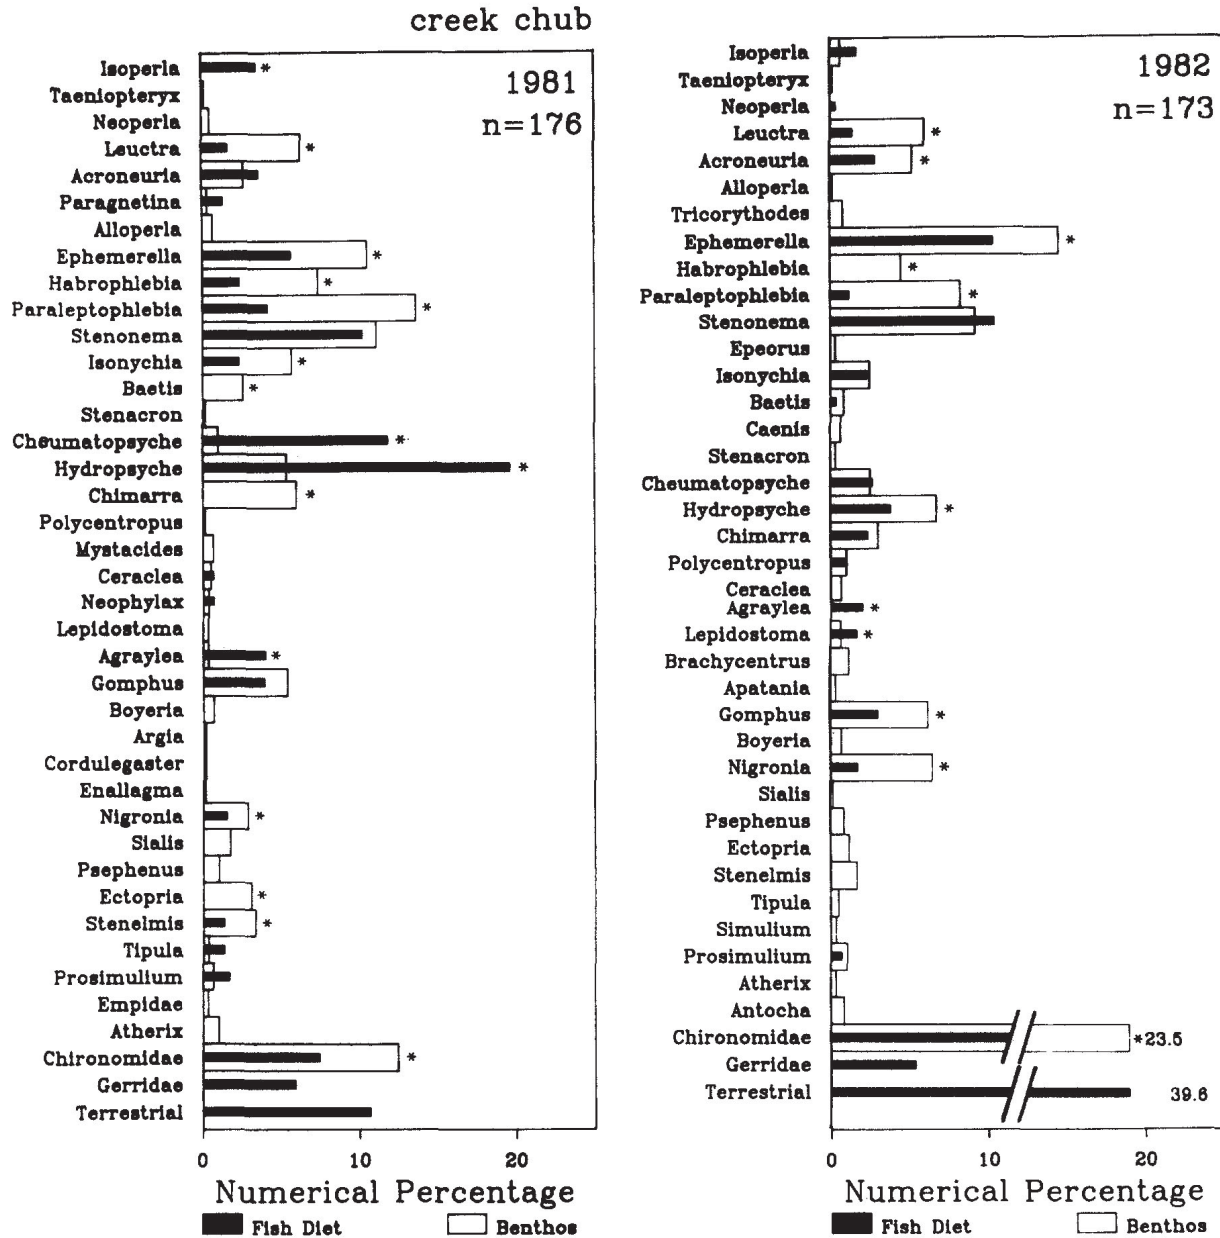 creek chub
1981
n=176
Isoperla *
Taeniopteryx
Neoperla
Leuctra *
Acroneuria
Paragnetina
Alloperla
Ephemerella *
Habrophlebia *
Paraleptophlebia *
Stenonema
Isonychia *
Baetis *
Stenacron
Cheumatopsyche *
Hydropsyche *
Chimarra *
Polycentropus
Mystacides
Ceraclea
Neophylax
Lepidostoma
Agraylea *
Gomphus
Boyeria
Argia
Cordulegaster
Enallagma
Nigronia *
Sialis
Psephenus
Ectopria *
Stenelmis *
Tipula
Prosimulium
Empidae
Atherix
Chironomidae *
Gerridae
Terrestrial
0 10 20
Numerical Percentage
Fish Diet Benthos
1982
n=173
Isoperla
Taeniopteryx
Neoperla
Leuctra *
Acroneuria *
Alloperla
Tricorythodes
Ephemerella *
Habrophlebia *
Paraleptophlebia *
Stenonema
Epeorus
Isonychia
Baetis
Caenis
Stenacron
Cheumatopsyche
Hydropsyche *
Chimarra
Polycentropus
Ceraclea
Agraylea *
Lepidostoma *
Brachycentrus
Apatania
Gomphus *
Boyeria
Nigronia *
Sialis
Psephenus
Ectopria
Stenelmis
Tipula
Simulium
Prosimulium
Atherix
Antocha
Chironomidae *23.5
Gerridae
Terrestrial 39.6
0 10 20
Numerical Percentage
Fish Diet Benthos